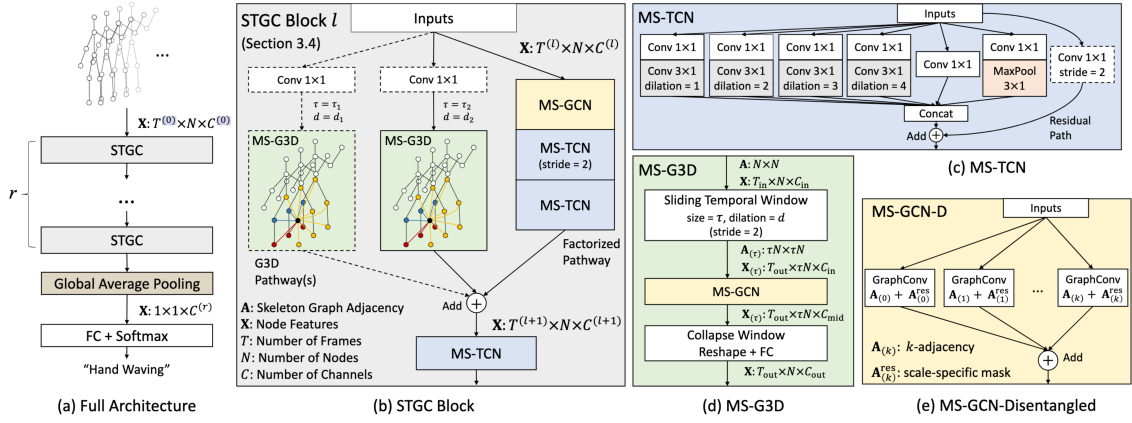 ...
X: T⁽⁰⁾×N×C⁽⁰⁾
STGC
r
...
STGC
Global Average Pooling
X: 1×1×C⁽ʳ⁾
FC + Softmax
“Hand Waving”
(a) Full Architecture
STGC Block l
(Section 3.4)
Inputs
X: T⁽ˡ⁾×N×C⁽ˡ⁾
Conv 1×1
Conv 1×1
τ = τ₁
d = d₁
τ = τ₂
d = d₂
MS-G3D
MS-G3D
MS-GCN
MS-TCN
(stride = 2)
MS-TCN
G3D
Pathway(s)
Factorized
Pathway
Add
+
X: T⁽ˡ⁺¹⁾×N×C⁽ˡ⁺¹⁾
MS-TCN
A: Skeleton Graph Adjacency
X: Node Features
T: Number of Frames
N: Number of Nodes
C: Number of Channels
(b) STGC Block
MS-TCN
Inputs
Conv 1×1
Conv 3×1
dilation = 1
Conv 1×1
Conv 3×1
dilation = 2
Conv 1×1
Conv 3×1
dilation = 3
Conv 1×1
Conv 3×1
dilation = 4
Conv 1×1
Conv 1×1
MaxPool
3×1
Conv 1×1
stride = 2
Concat
Add +
Residual
Path
(c) MS-TCN
MS-G3D
A: N×N
X: T_in×N×C_in
Sliding Temporal Window
size = τ, dilation = d
(stride = 2)
A_(τ): τN×τN
X_(τ): T_out×τN×C_in
MS-GCN
X_(τ): T_out×τN×C_mid
Collapse Window
Reshape + FC
X: T_out×N×C_out
(d) MS-G3D
MS-GCN-D
Inputs
GraphConv
A_(0) + A_(0)^res
GraphConv
A_(1) + A_(1)^res
...
GraphConv
A_(k) + A_(k)^res
+ Add
A_(k): k-adjacency
A_(k)^res: scale-specific mask
(e) MS-GCN-Disentangled